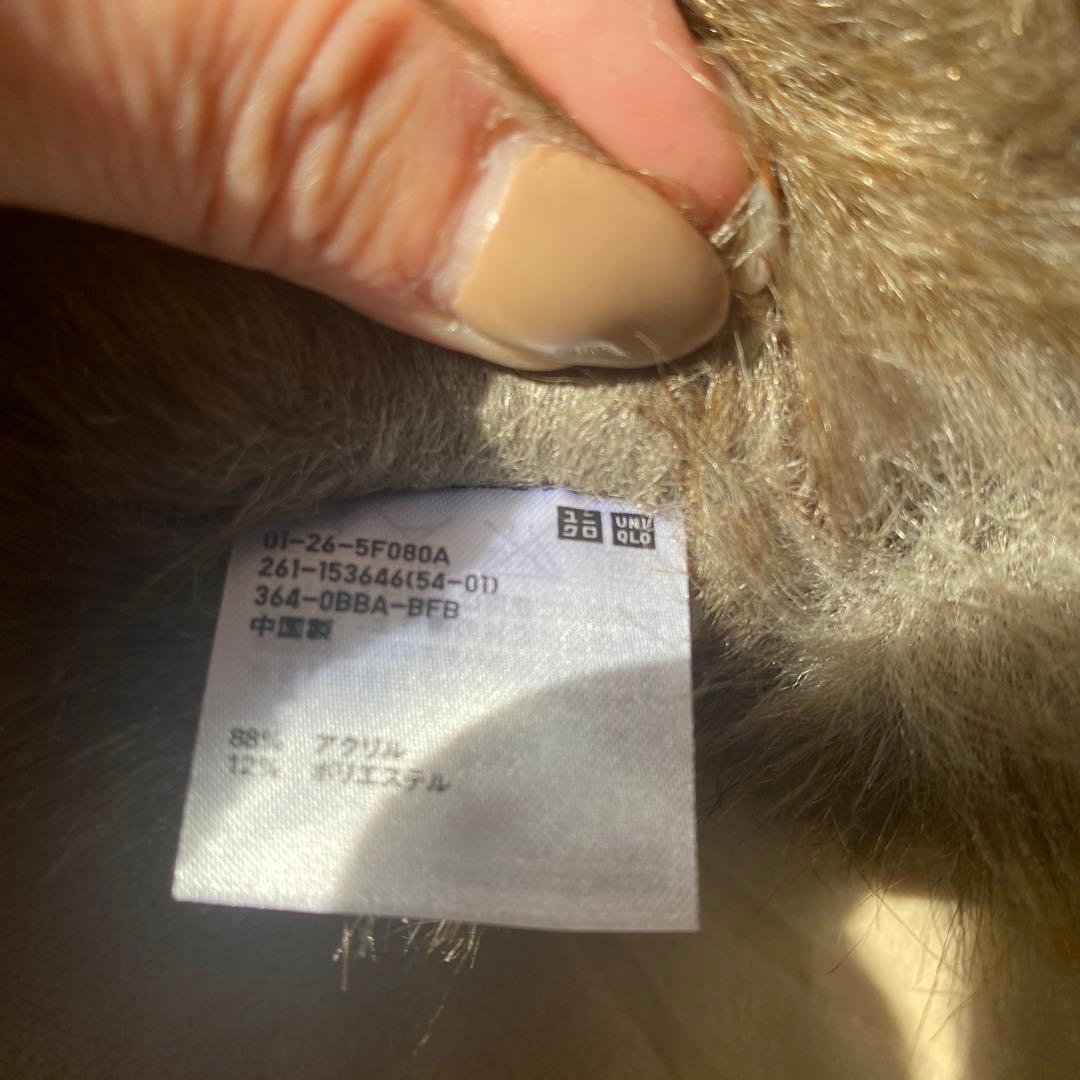 ユニクロ UNIQLO
01-26-5F080A
261-153646(54-01)
364-0BBA-BFB
中国製
88% アクリル
12% ポリエステル